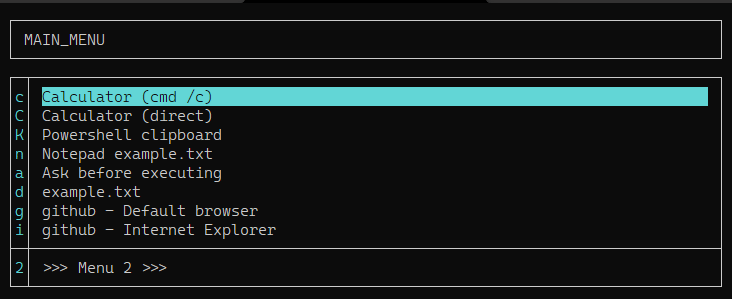 MAIN_MENU
c Calculator (cmd /c)
C Calculator (direct)
K Powershell clipboard
n Notepad example.txt
a Ask before executing
d example.txt
g github - Default browser
i github - Internet Explorer
2 >>> Menu 2 >>>